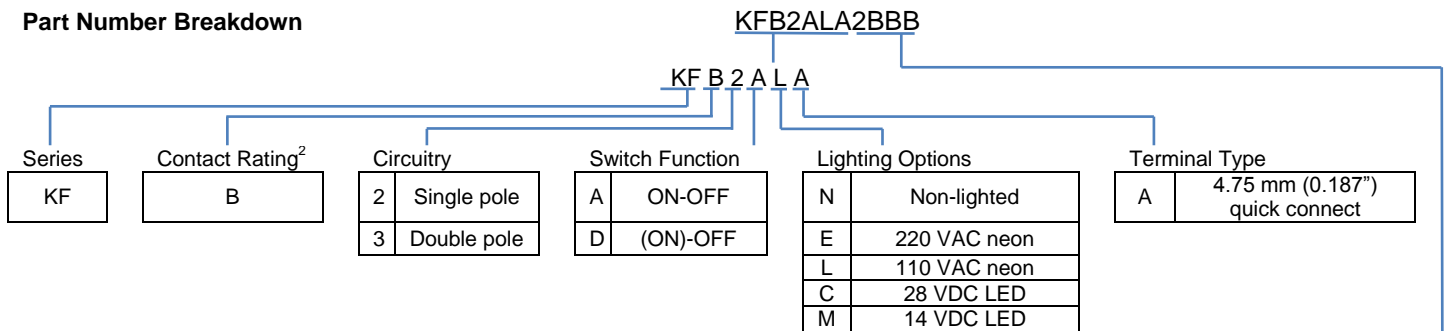 Part Number Breakdown
KFB2ALA2BBB
KF B 2 A L A
Series
KF
Contact Rating2
B
Circuitry
2 Single pole
3 Double pole
Switch Function
A ON-OFF
D (ON)-OFF
Lighting Options
N Non-lighted
E 220 VAC neon
L 110 VAC neon
C 28 VDC LED
M 14 VDC LED
Terminal Type
A 4.75 mm (0.187”)
quick connect